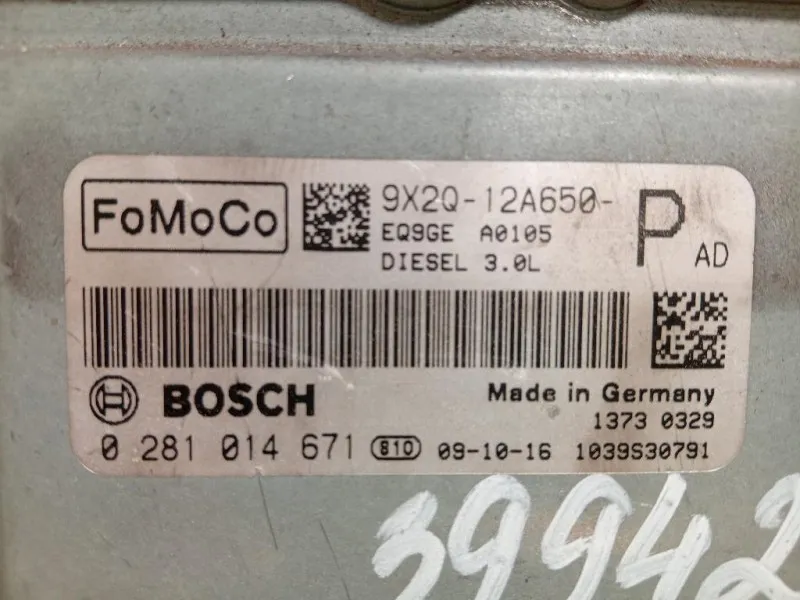 FoMoCo 9X2Q-12A650- P AD
EQ9GE A0105
DIESEL 3.0L
BOSCH Made in Germany
1373 0329
0 281 014 671 810 09-10-16 1039S30791
39942